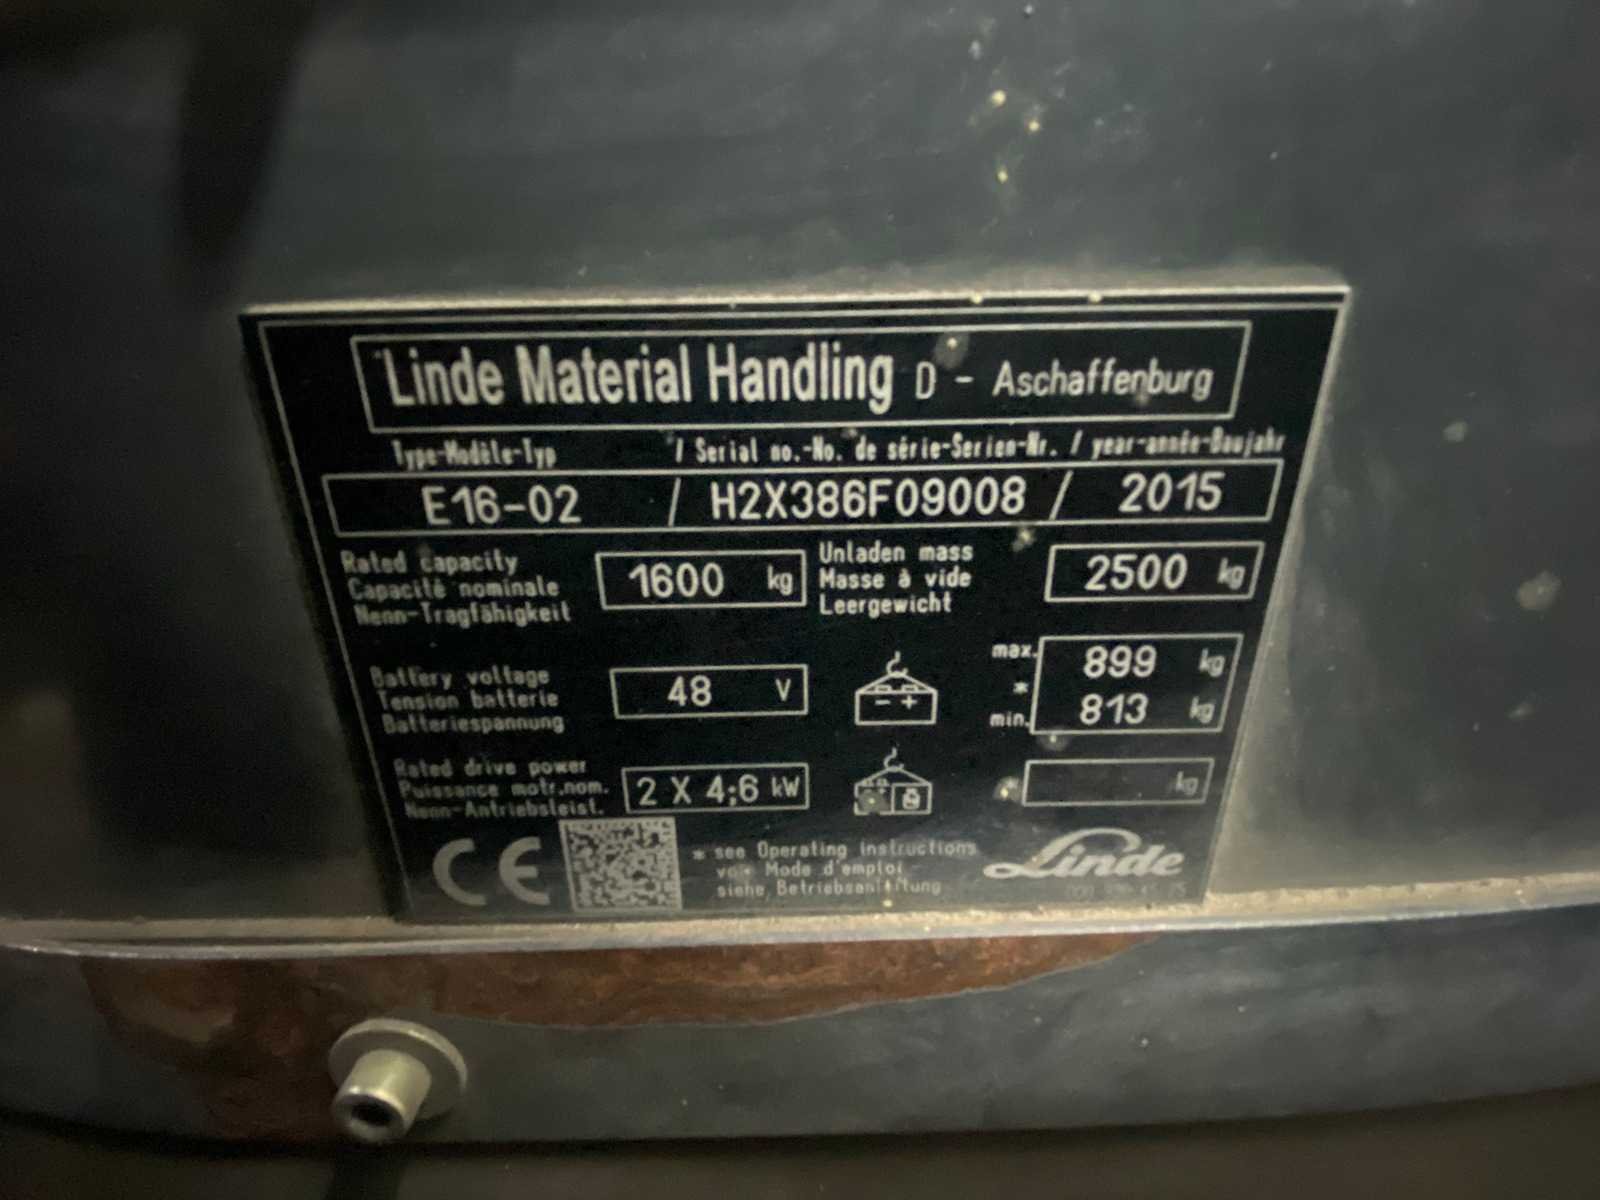 Linde Material Handling D - Aschaffenburg
Type-Modèle-Typ / Serial no.-No. de série-Serien-Nr. / year-année-Baujahr
E16-02 / H2X386F09008 / 2015
Rated capacity
Capacité nominale
Nenn-Tragfähigkeit
1600 kg
Unladen mass
Masse à vide
Leergewicht
2500 kg
Battery voltage
Tension batterie
Batteriespannung
48 V
- +
max. 899 kg
*
min. 813 kg
Rated drive power
Puissance motr.nom.
Nenn-Antriebsleist.
2 X 4;6 kW
* kg
CE
* see Operating instructions
voir Mode d'emploi
siehe Betriebsanleitung
Linde